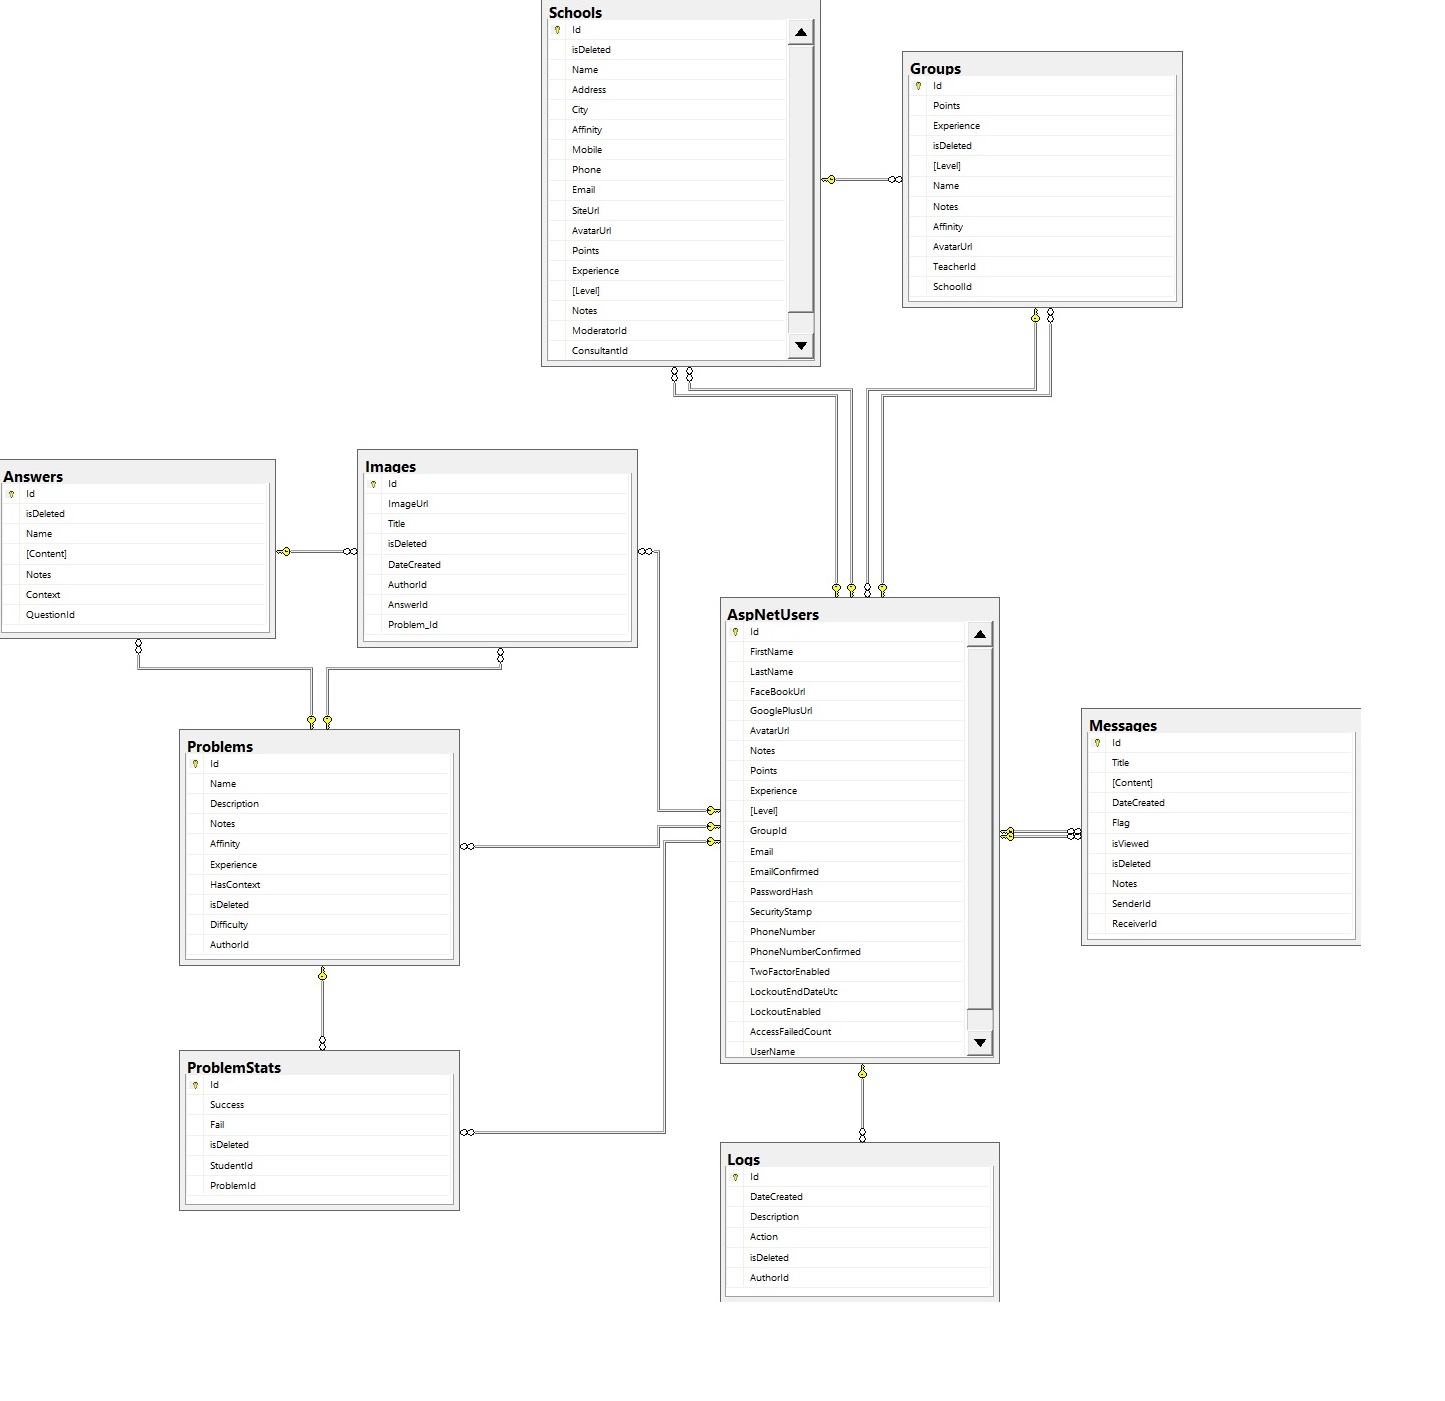 Schools
Id
isDeleted
Name
Address
City
Affinity
Mobile
Phone
Email
SiteUrl
AvatarUrl
Points
Experience
[Level]
Notes
ModeratorId
ConsultantId
Groups
Id
Points
Experience
isDeleted
[Level]
Name
Notes
Affinity
AvatarUrl
TeacherId
SchoolId
Answers
Id
isDeleted
Name
[Content]
Notes
Context
QuestionId
Images
Id
ImageUrl
Title
isDeleted
DateCreated
AuthorId
AnswerId
Problem_Id
AspNetUsers
Id
FirstName
LastName
FaceBookUrl
GooglePlusUrl
AvatarUrl
Notes
Points
Experience
[Level]
GroupId
Email
EmailConfirmed
PasswordHash
SecurityStamp
PhoneNumber
PhoneNumberConfirmed
TwoFactorEnabled
LockoutEndDateUtc
LockoutEnabled
AccessFailedCount
UserName
Messages
Id
Title
[Content]
DateCreated
Flag
isViewed
isDeleted
Notes
SenderId
ReceiverId
Problems
Id
Name
Description
Notes
Affinity
Experience
HasContext
isDeleted
Difficulty
AuthorId
ProblemStats
Id
Success
Fail
isDeleted
StudentId
ProblemId
Logs
Id
DateCreated
Description
Action
isDeleted
AuthorId